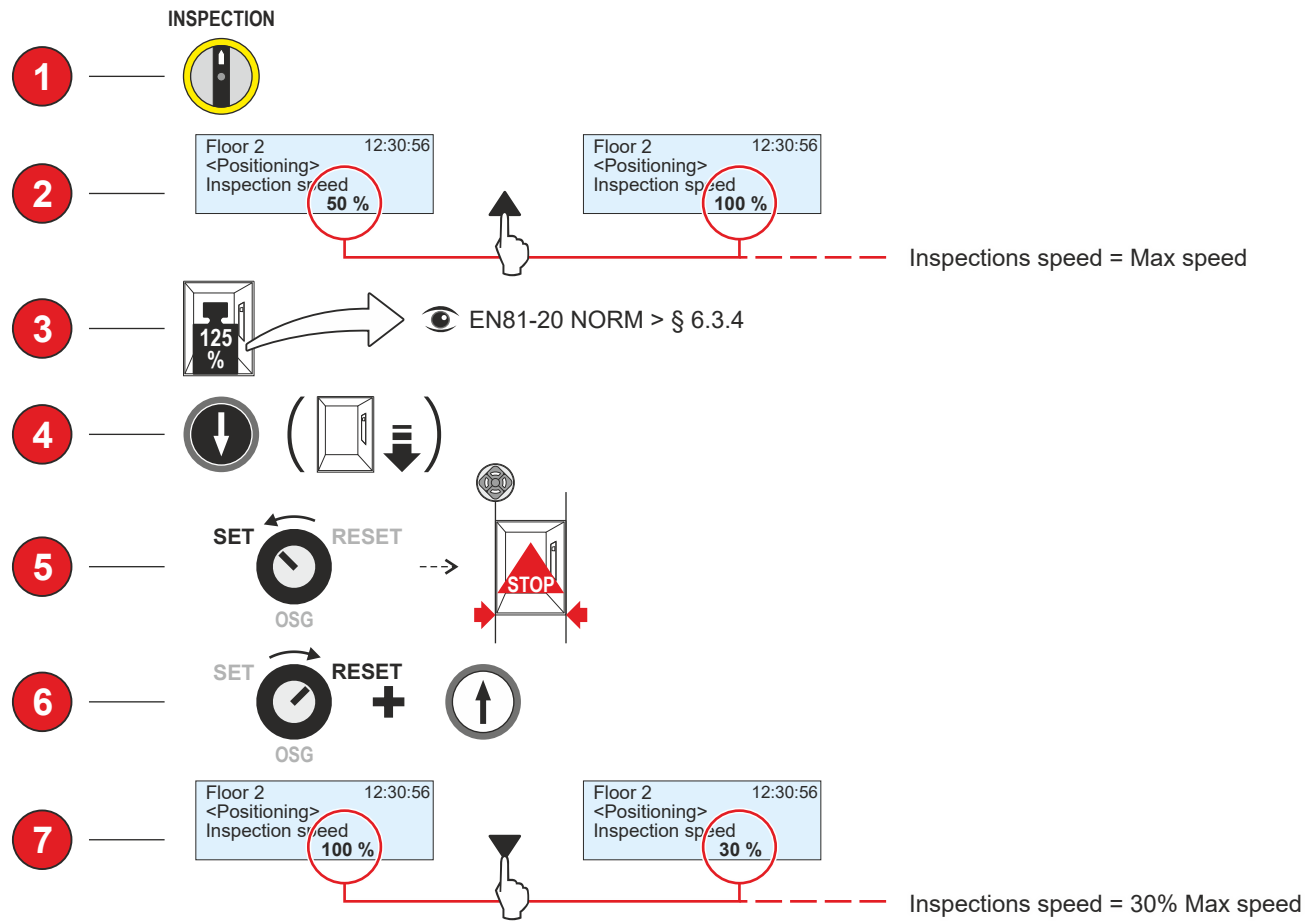 INSPECTION
1
2
Floor 2 12:30:56
<Positioning>
Inspection speed
50 %
Floor 2 12:30:56
<Positioning>
Inspection speed
100 %
Inspections speed = Max speed
3
125
%
EN81-20 NORM > § 6.3.4
4
5
SET RESET
OSG
STOP
6
SET RESET
OSG
7
Floor 2 12:30:56
<Positioning>
Inspection speed
100 %
Floor 2 12:30:56
<Positioning>
Inspection speed
30 %
Inspections speed = 30% Max speed